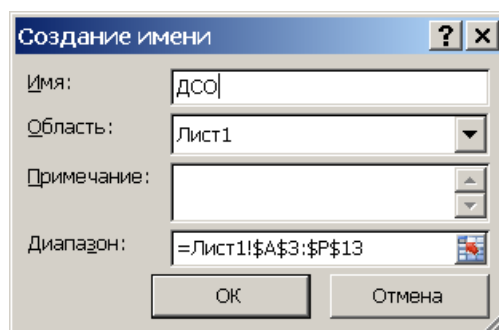 Создание имени
Имя: ДСО
Область: Лист1
Примечание:
Диапазон: =Лист1!$A$3:$P$13
ОК Отмена